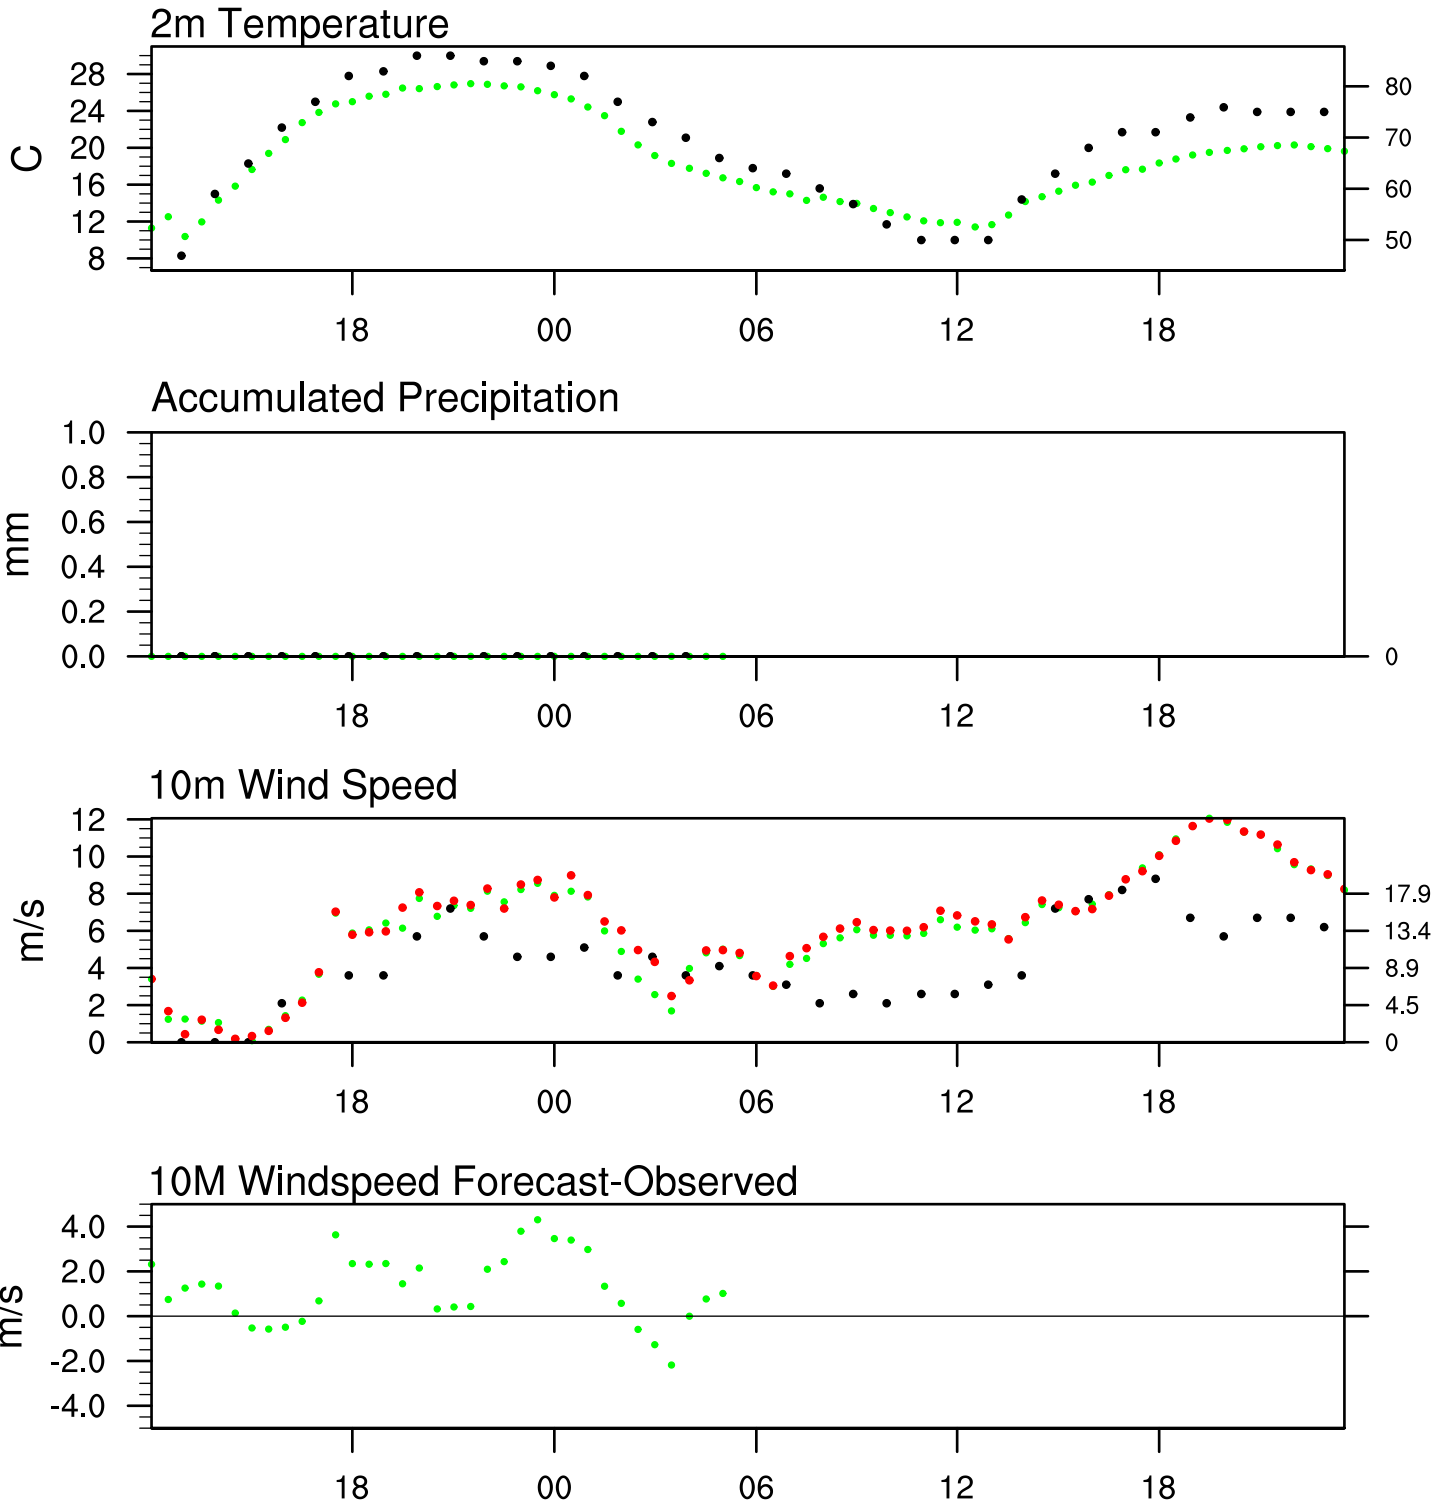 2m Temperature
28
24
20
16
12
8
C
80
70
60
50
18 00 06 12 18
Accumulated Precipitation
1.0
0.8
0.6
0.4
0.2
0.0
mm
0
18 00 06 12 18
10m Wind Speed
12
10
8
6
4
2
0
m/s
17.9
13.4
8.9
4.5
0
18 00 06 12 18
10M Windspeed Forecast-Observed
4.0
2.0
0.0
-2.0
-4.0
m/s
18 00 06 12 18